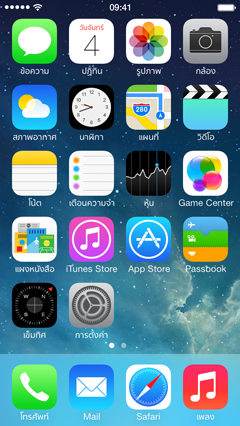 09:41
วันจันทร์
4
280
ข้อความ ปฏิทิน รูปภาพ กล้อง
สภาพอากาศ นาฬิกา แผนที่ วิดีโอ
โน้ต เตือนความจำ หุ้น Game Center
แผงหนังสือ iTunes Store App Store Passbook
เข็มทิศ การตั้งค่า
โทรศัพท์ Mail Safari เพลง